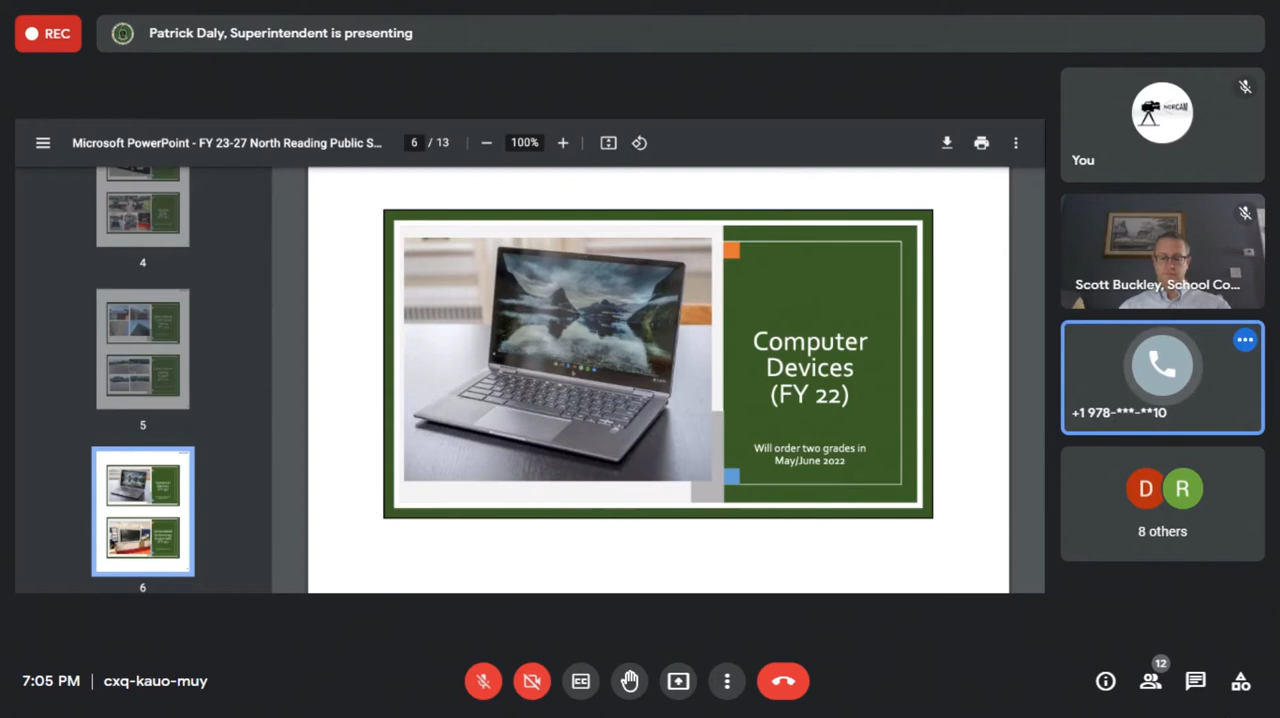 REC
Patrick Daly, Superintendent is presenting
Microsoft PowerPoint - FY 23-27 North Reading Public S...
6 / 13
100%
4
5
6
Computer
Devices
(FY 22)
Will order two grades in
May/June 2022
NORCAM
You
Scott Buckley, School Co...
+1 978-***-**10
D
R
8 others
7:05 PM
cxq-kauo-muy
CC
12